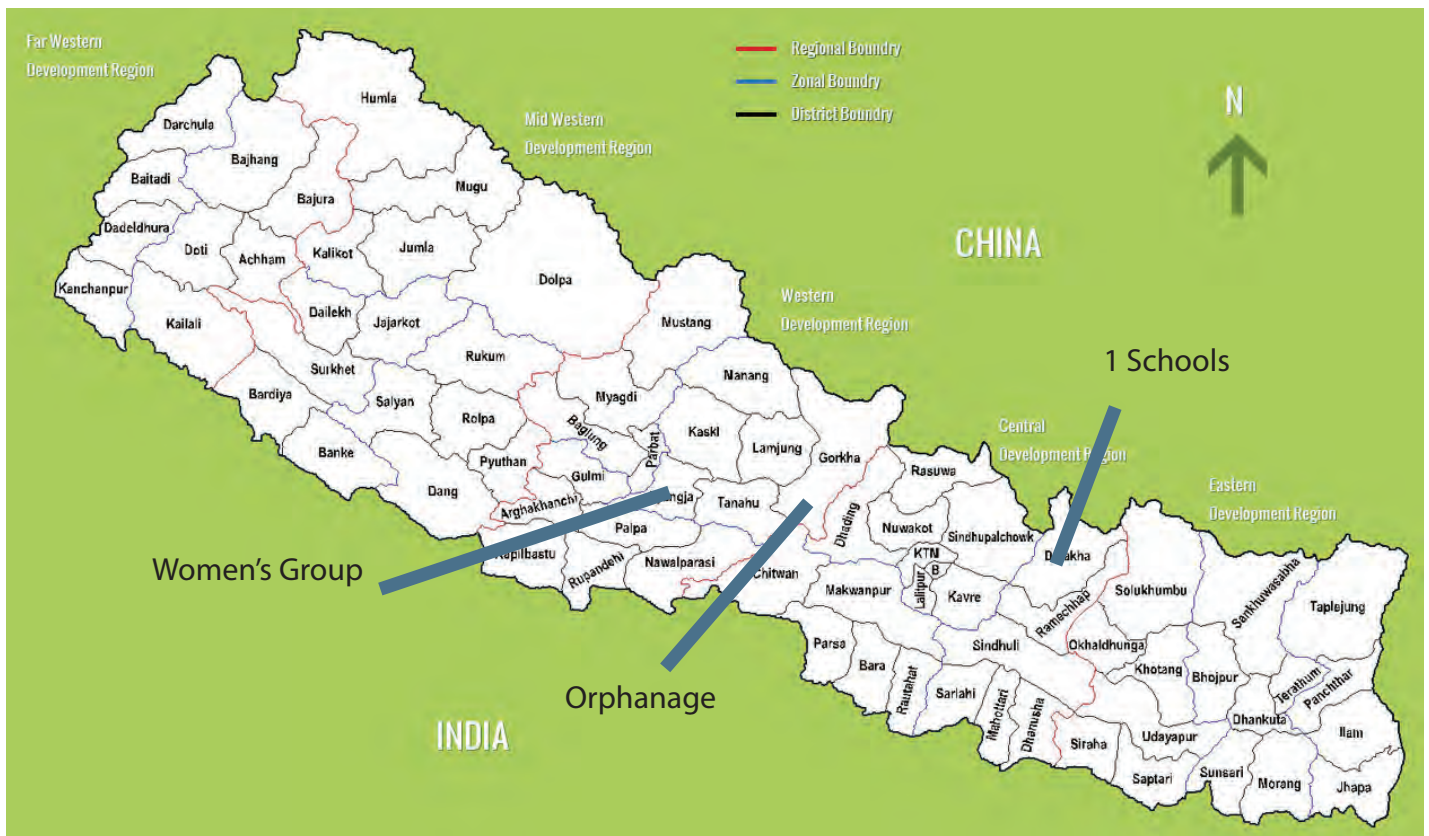 Far Western
Development Region
Regional Boundry
Zonal Boundry
District Boundry
N
Mid Western
Development Region
CHINA
Western
Development Region
1 Schools
Central
Development Region
Eastern
Development Region
Humla
Darchula
Bajhang
Baitadi
Bajura
Mugu
Dadeldhura
Doti
Achham
Kalikot
Jumla
Kanchanpur
Dolpa
Kailali
Dailekh
Jajarkot
Mustang
Rukum
Surkhet
Nanang
Bardiya
Salyan
Myagdi
Rolpa
Baglung
Parbat
Kaski
Lamjung
Gorkha
Banke
Pyuthan
Gulmi
Rasuwa
Dang
Arghakhanchi
Tanahu
Dhading
Nuwakot
Sindhupalchowk
Palpa
KTM
B
Lalitpur
Kavre
Rupandehi
Nawalparasi
Chitwan
Makwanpur
Ramechhap
Solukhumbu
Sankhuwasabha
Taplejung
Women's Group
Parsa
Bara
Rautahat
Sindhuli
Okhaldhunga
Khotang
Bhojpur
Terathum
Panchthar
Orphanage
Sarlahi
Mahottari
Dhanusha
Siraha
Udayapur
Dhankuta
Ilam
INDIA
Saptari
Sunsari
Morang
Jhapa